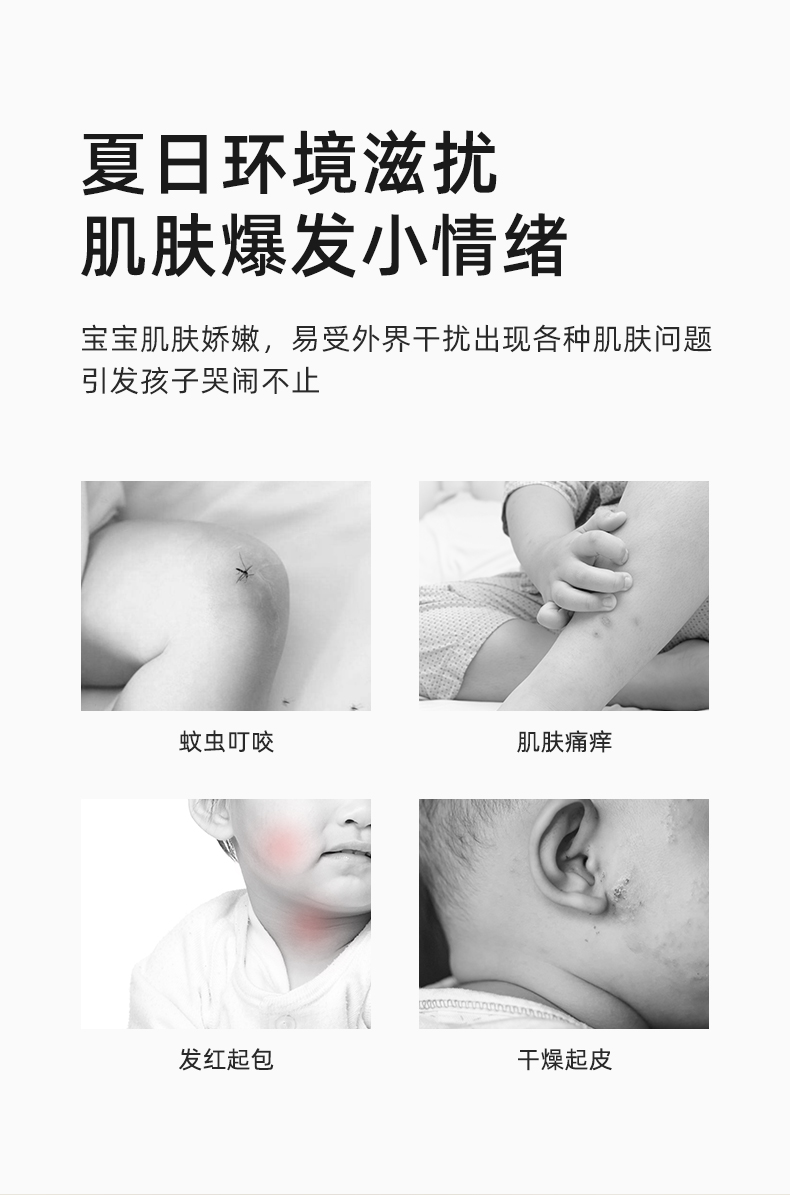 夏日环境滋扰
肌肤爆发小情绪
宝宝肌肤娇嫩，易受外界干扰出现各种肌肤问题
引发孩子哭闹不止
蚊虫叮咬
肌肤痛痒
发红起包
干燥起皮